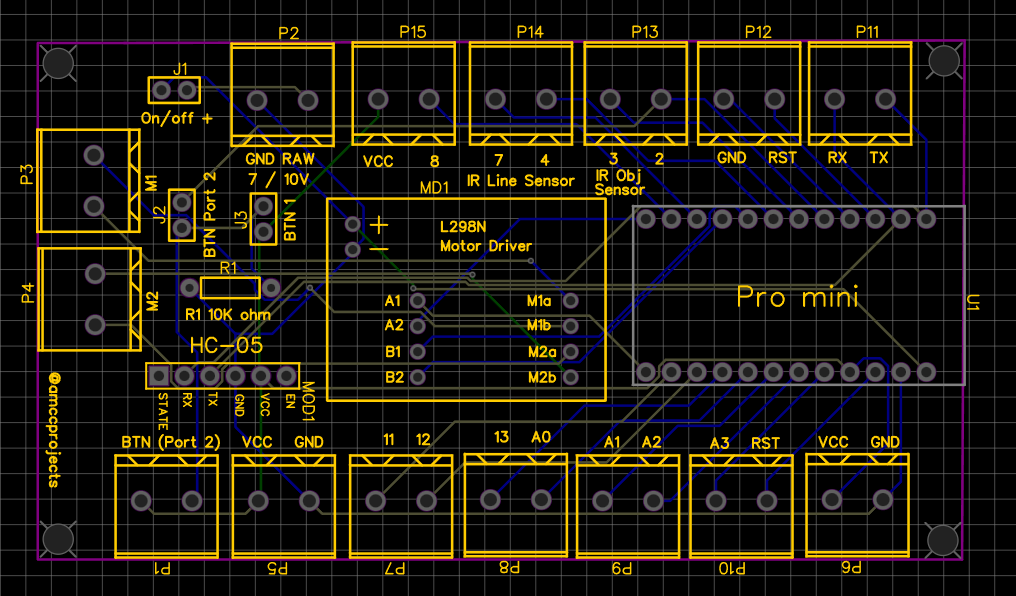 P2 P15 P14 P13 P12 P11
J1
On/off +
GND RAW VCC 8 7 4 3 2 GND RST RX TX
7 / 10V
IR Line Sensor
IR Obj
Sensor
P3
M1
J2
BTN Port 2
J3
BTN 1
MD1
+
−
L298N
Motor Driver
P4
M2
R1
R1 10K ohm
HC-05
A1 M1a
A2 M1b
B1 M2a
B2 M2b
Pro mini
U1
STATE RX TX GND VCC EN
MOD1
@amccprojects
BTN (Port 2) VCC GND 11 12 13 A0 A1 A2 A3 RST VCC GND
P1 P5 P7 P8 P9 P10 P6